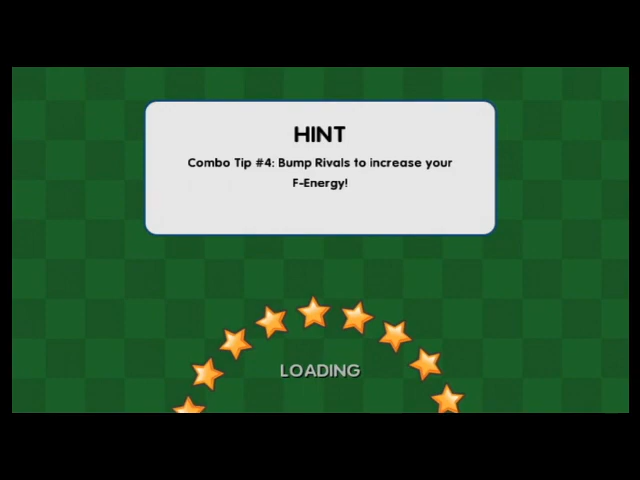 HINT
Combo Tip #4: Bump Rivals to increase your
F-Energy!
LOADING